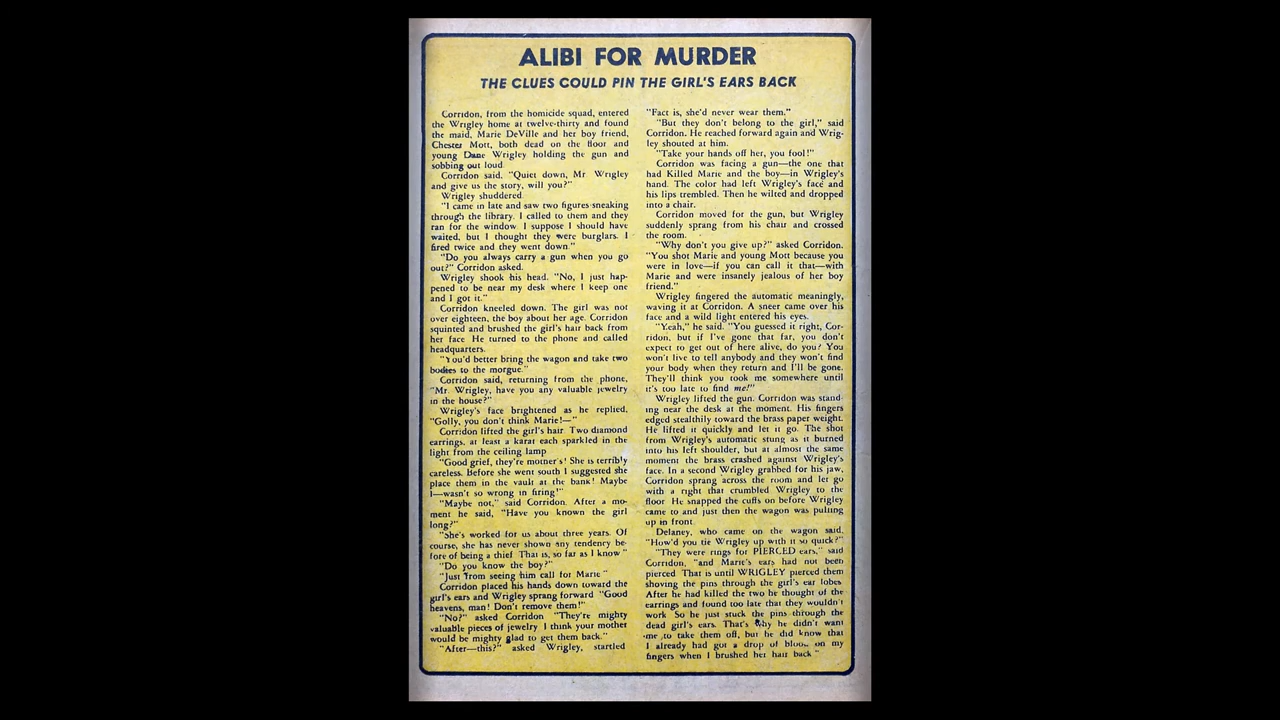 ALIBI FOR MURDER
THE CLUES COULD PIN THE GIRL'S EARS BACK
Corridon, from the homicide squad, entered
the Wrigley home at twelve-thirty and found
the maid, Marie DeVille and her boy friend,
Chester Mott, both dead on the floor and
young Dane Wrigley holding the gun and
sobbing out loud.
Corridon said. "Quiet down, Mr. Wrigley
and give us the story, will you?"
Wrigley shuddered.
"I came in late and saw two figures sneaking
through the library. I called to them and they
ran for the window. I suppose I should have
waited, but I thought they were burglars. I
fired twice and they went down."
"Do you always carry a gun when you go
out?" Corridon asked.
Wrigley shook his head. "No, I just hap-
pened to be near my desk where I keep one
and I got it."
Corridon kneeled down. The girl was not
over eighteen, the boy about her age. Corridon
squinted and brushed the girl's hair back from
her face. He turned to the phone and called
headquarters.
"You'd better bring the wagon and take two
bodies to the morgue."
Corridon said, returning from the phone,
"Mr. Wrigley, have you any valuable jewelry
in the house?"
Wrigley's face brightened as he replied,
"Golly, you don't think Marie!—"
Corridon lifted the girl's hair. Two diamond
earrings, at least a karat each sparkled in the
light from the ceiling lamp
"Good grief, they're mother's! She is terribly
careless. Before she went south I suggested she
place them in the vault at the bank! Maybe
I—wasn't so wrong in firing!"
"Maybe not," said Corridon. After a mo-
ment he said, "Have you known the girl
long?"
"She's worked for us about three years. Of
course, she has never shown any tendency be-
fore of being a thief. That is, so far as I know"
"Do you know the boy?"
"Just from seeing him call for Marie"
Corridon placed his hands down toward the
girl's ears and Wrigley sprang forward "Good
heavens, man! Don't remove them!"
"No?" asked Corridon "They're mighty
valuable pieces of jewelry I think your mother
would be mighty glad to get them back."
"After—this?" asked Wrigley, startled
"Fact is, she'd never wear them."
"But they don't belong to the girl," said
Corridon. He reached forward again and Wrig-
ley shouted at him.
"Take your hands off her, you fool!"
Corridon was facing a gun—the one that
had Killed Marie and the boy—in Wrigley's
hand. The color had left Wrigley's face and
his lips trembled. Then he wilted and dropped
into a chair.
Corridon moved for the gun, but Wrigley
suddenly sprang from his chair and crossed
the room.
"Why don't you give up?" asked Corridon.
"You shot Marie and young Mott because you
were in love—if you can call it that—with
Marie and were insanely jealous of her boy
friend."
Wrigley fingered the automatic meaningly,
waving it at Corridon. A sneer came over his
face and a wild light entered his eyes.
"Yeah," he said. "You guessed it right, Cor-
ridon, but if I've gone that far, you don't
expect to get out of here alive, do you? You
won't live to tell anybody and they won't find
your body when they return and I'll be gone.
They'll think you took me somewhere until
it's too late to find me!"
Wrigley lifted the gun. Corridon was stand-
ing near the desk at the moment. His fingers
edged stealthily toward the brass paper weight.
He lifted it quickly and let it go. The shot
from Wrigley's automatic stung as it burned
into his left shoulder, but at almost the same
moment the brass crashed against Wrigley's
face. In a second Wrigley grabbed for his jaw,
Corridon sprang across the room and let go
with a right that crumbled Wrigley to the
floor He snapped the cuffs on before Wrigley
came to and just then the wagon was pulling
up in front.
Delaney, who came on the wagon said,
"How'd you tie Wrigley up with it so quick?"
"They were rings for PIERCED ears," said
Corridon, "and Marie's ears had not been
pierced That is until WRIGLEY pierced them
shoving the pins through the girl's ear lobes
After he had killed the two he thought of the
earrings and found too late that they wouldn't
work So he just stuck the pins through the
dead girl's ears. That's why he didn't want
me to take them off, but he did know that
I already had got a drop of blood on my
fingers when I brushed her hair back"